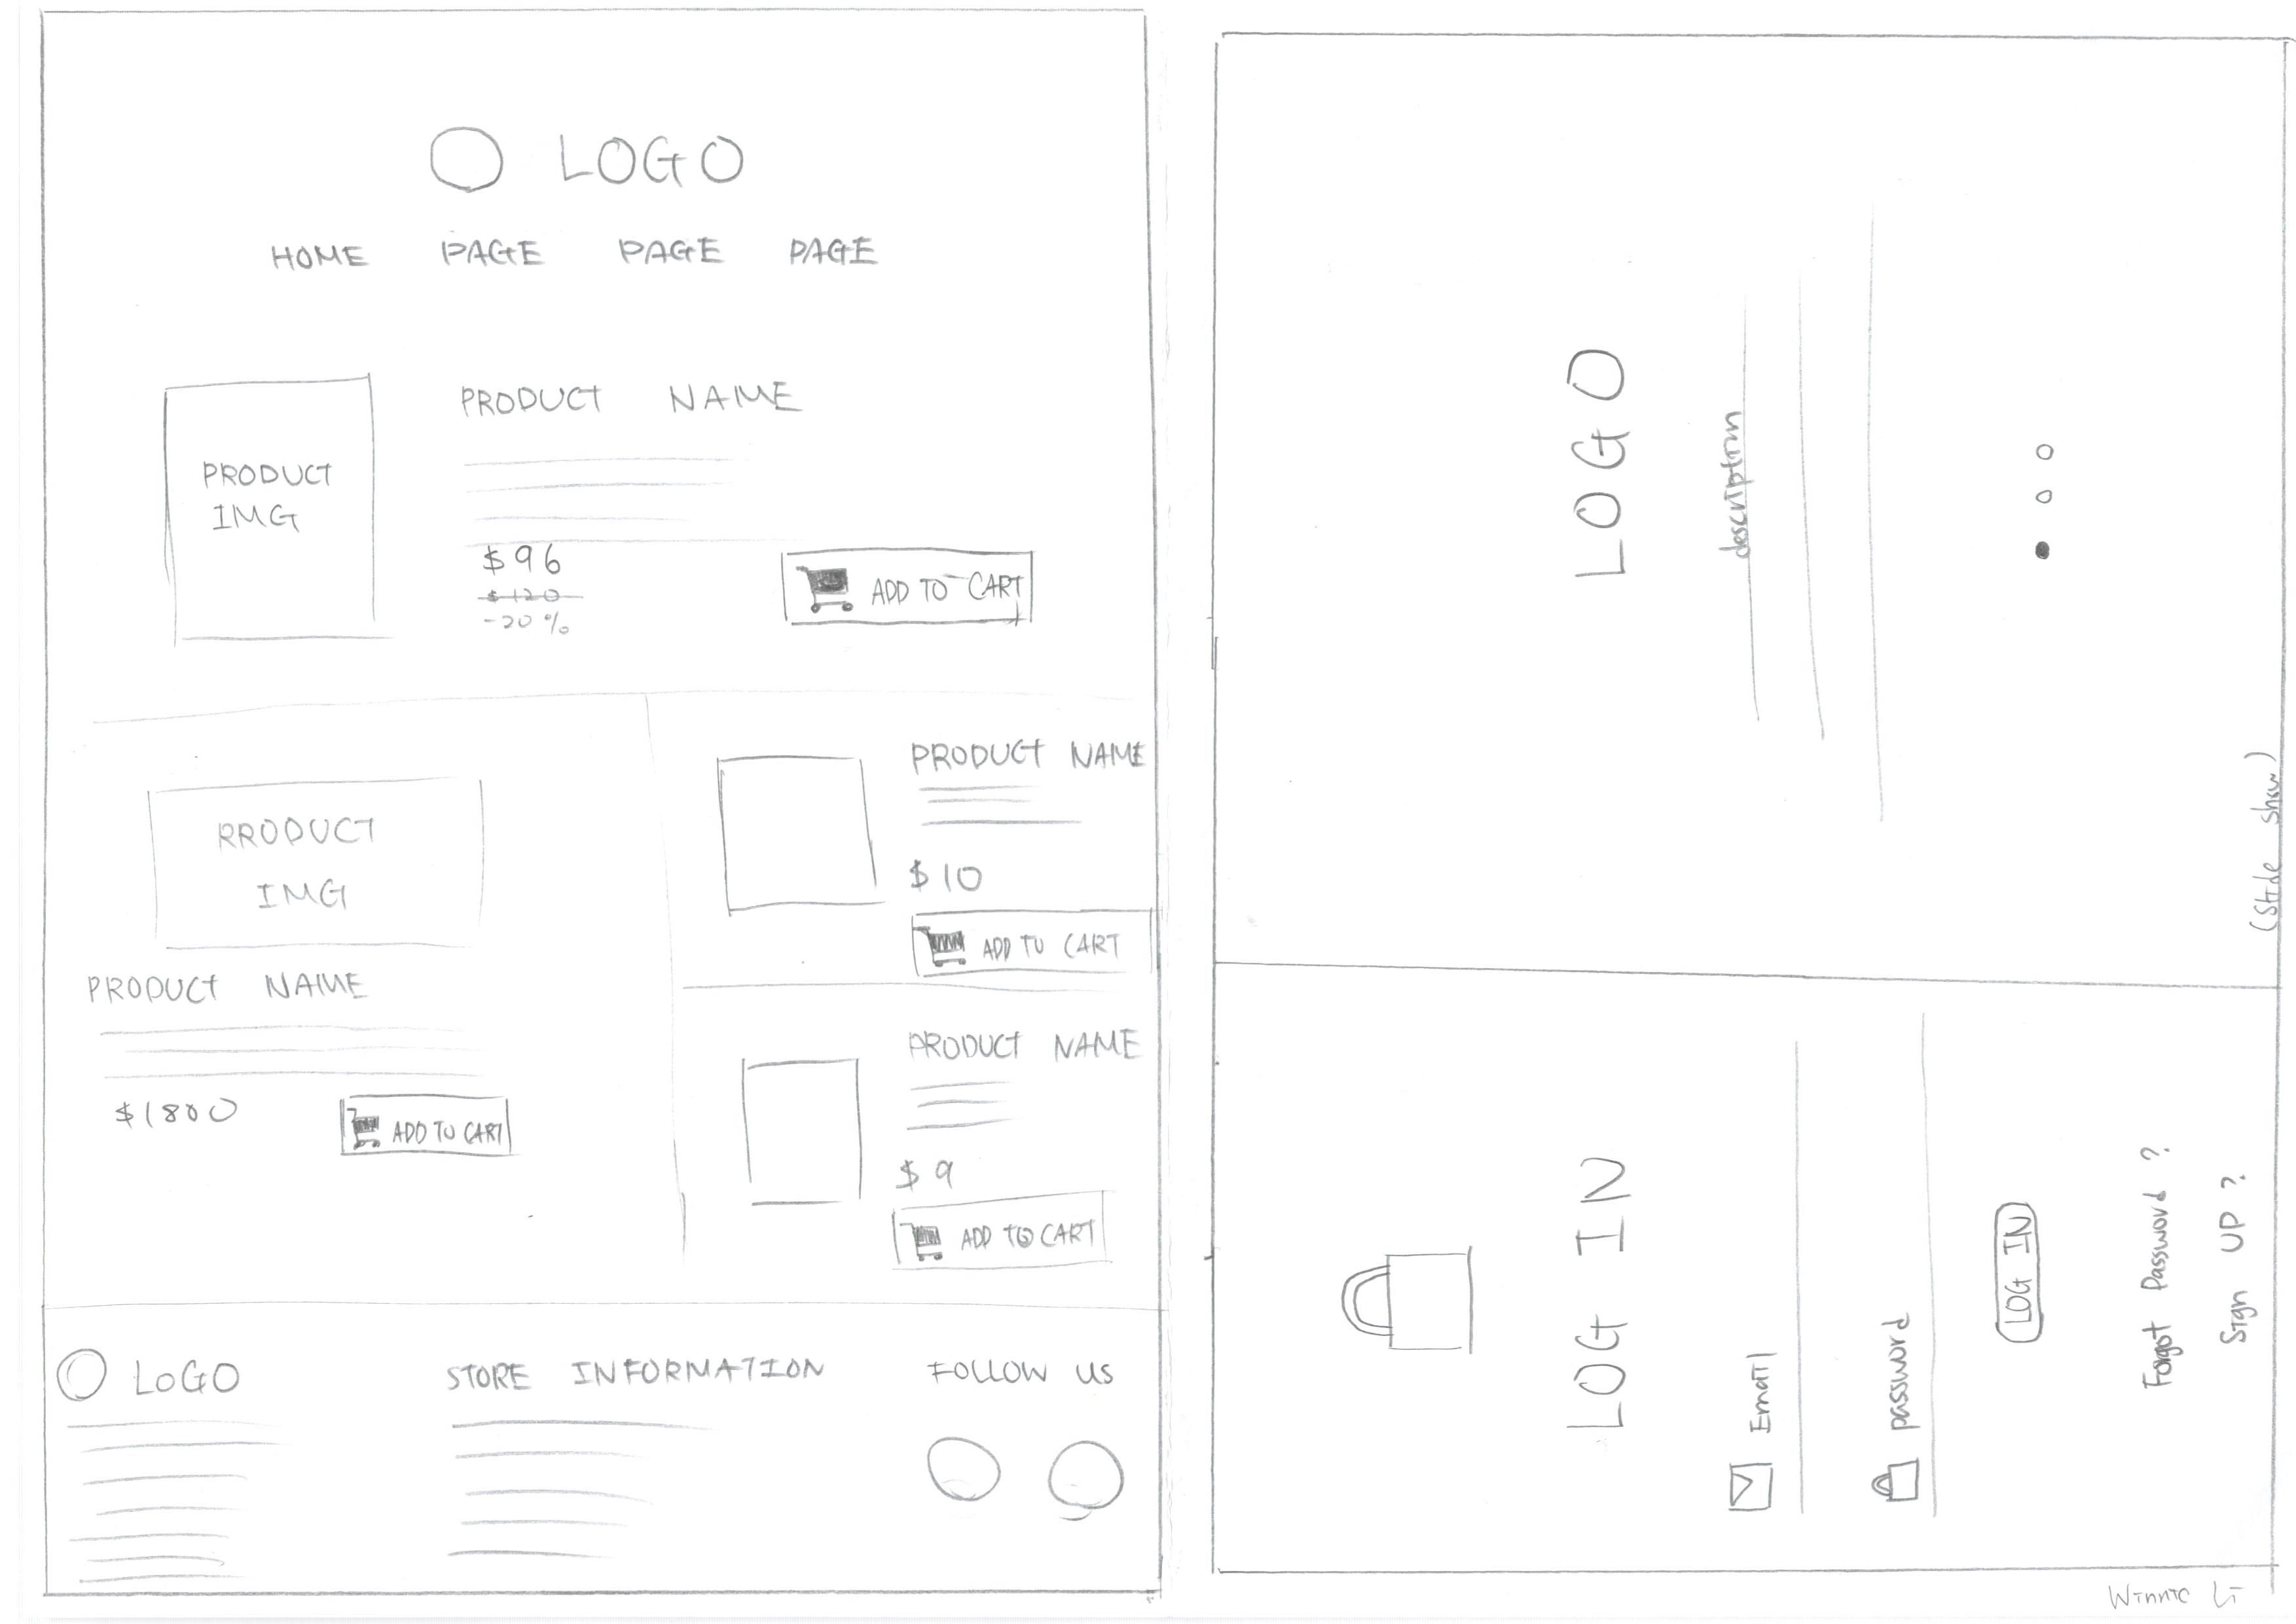 LOGO
HOME PAGE PAGE PAGE
PRODUCT IMG
PRODUCT NAME
$96
$120
-20%
ADD TO CART
RRODUCT
IMG
PRODUCT NAME
$1800
ADD TO CART
PRODUCT NAME
$10
ADD TO CART
PRODUCT NAME
$9
ADD TO CART
LOGO
STORE INFORMATION
FOLLOW US
LOG IN
Email
password
LOG IN
Forgot Password ?
Sign UP ?
LOGO
description
(Slide show)
Winnie Li